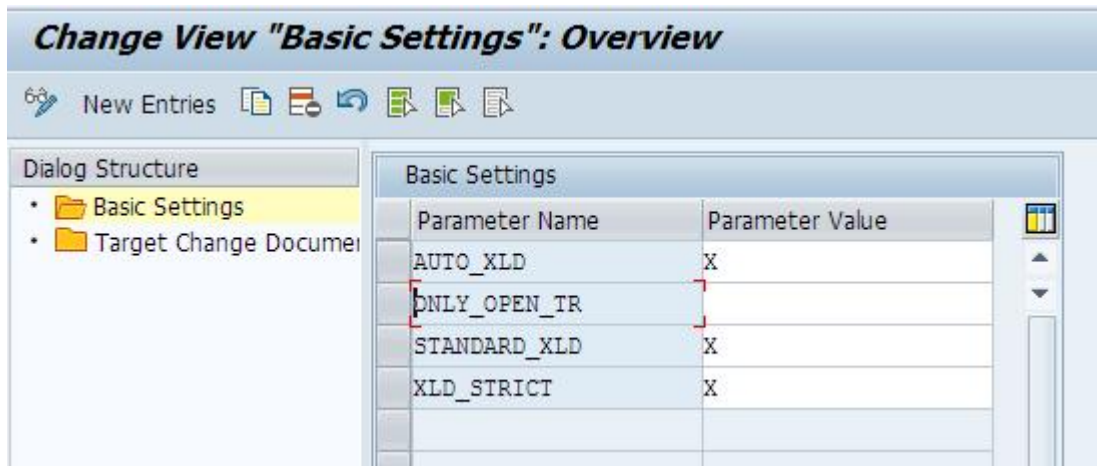 Change View "Basic Settings": Overview
New Entries
Dialog Structure
Basic Settings
Target Change Documer
Basic Settings
Parameter Name Parameter Value
AUTO_XLD X
ONLY_OPEN_TR
STANDARD_XLD X
XLD_STRICT X